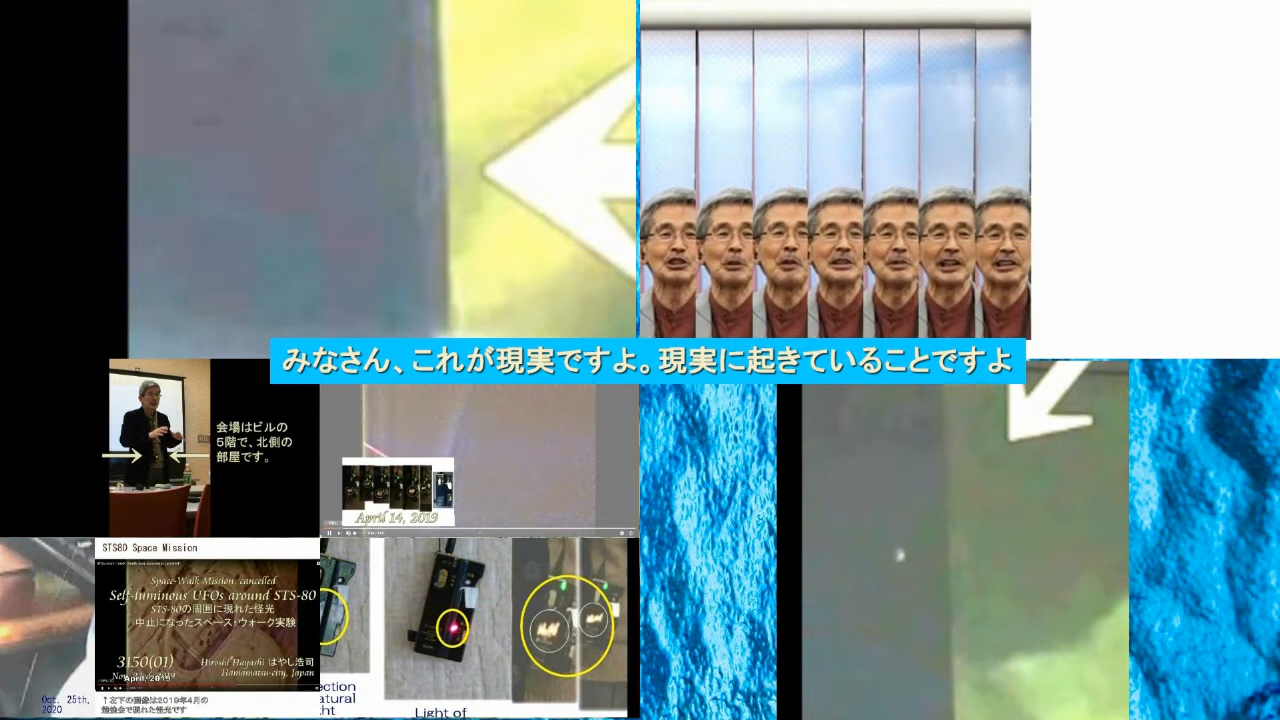 みなさん、これが現実ですよ。現実に起きていることですよ
会場はビルの
5階で、北側の
部屋です。
April 14, 2019
STS80 Space Mission
Space-Walk Mission, cancelled
Self-luminous UFOs around STS-80
STS-80の周囲に現れた怪光
中止になったスペース・ウォーク実験
3150(01)
Hiroshi Hayashi はやし浩司
Hamamatsu-city, Japan
Oct. 25th,
2020
↑左下の画像は2019年4月の
勉強会で現れた怪光です
ection
atural
ht
Light of